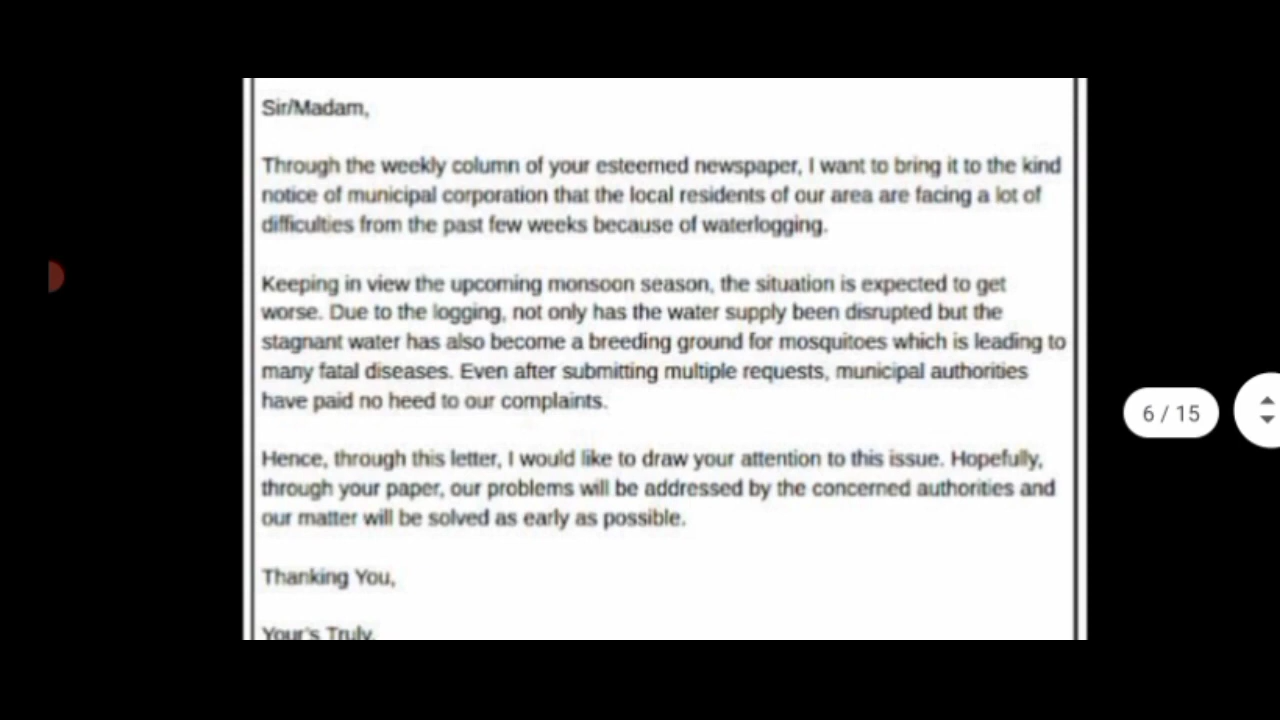 Sir/Madam,
Through the weekly column of your esteemed newspaper, I want to bring it to the kind
notice of municipal corporation that the local residents of our area are facing a lot of
difficulties from the past few weeks because of waterlogging.
Keeping in view the upcoming monsoon season, the situation is expected to get
worse. Due to the logging, not only has the water supply been disrupted but the
stagnant water has also become a breeding ground for mosquitoes which is leading to
many fatal diseases. Even after submitting multiple requests, municipal authorities
have paid no heed to our complaints.
Hence, through this letter, I would like to draw your attention to this issue. Hopefully,
through your paper, our problems will be addressed by the concerned authorities and
our matter will be solved as early as possible.
Thanking You,
Your's Truly,
6 / 15